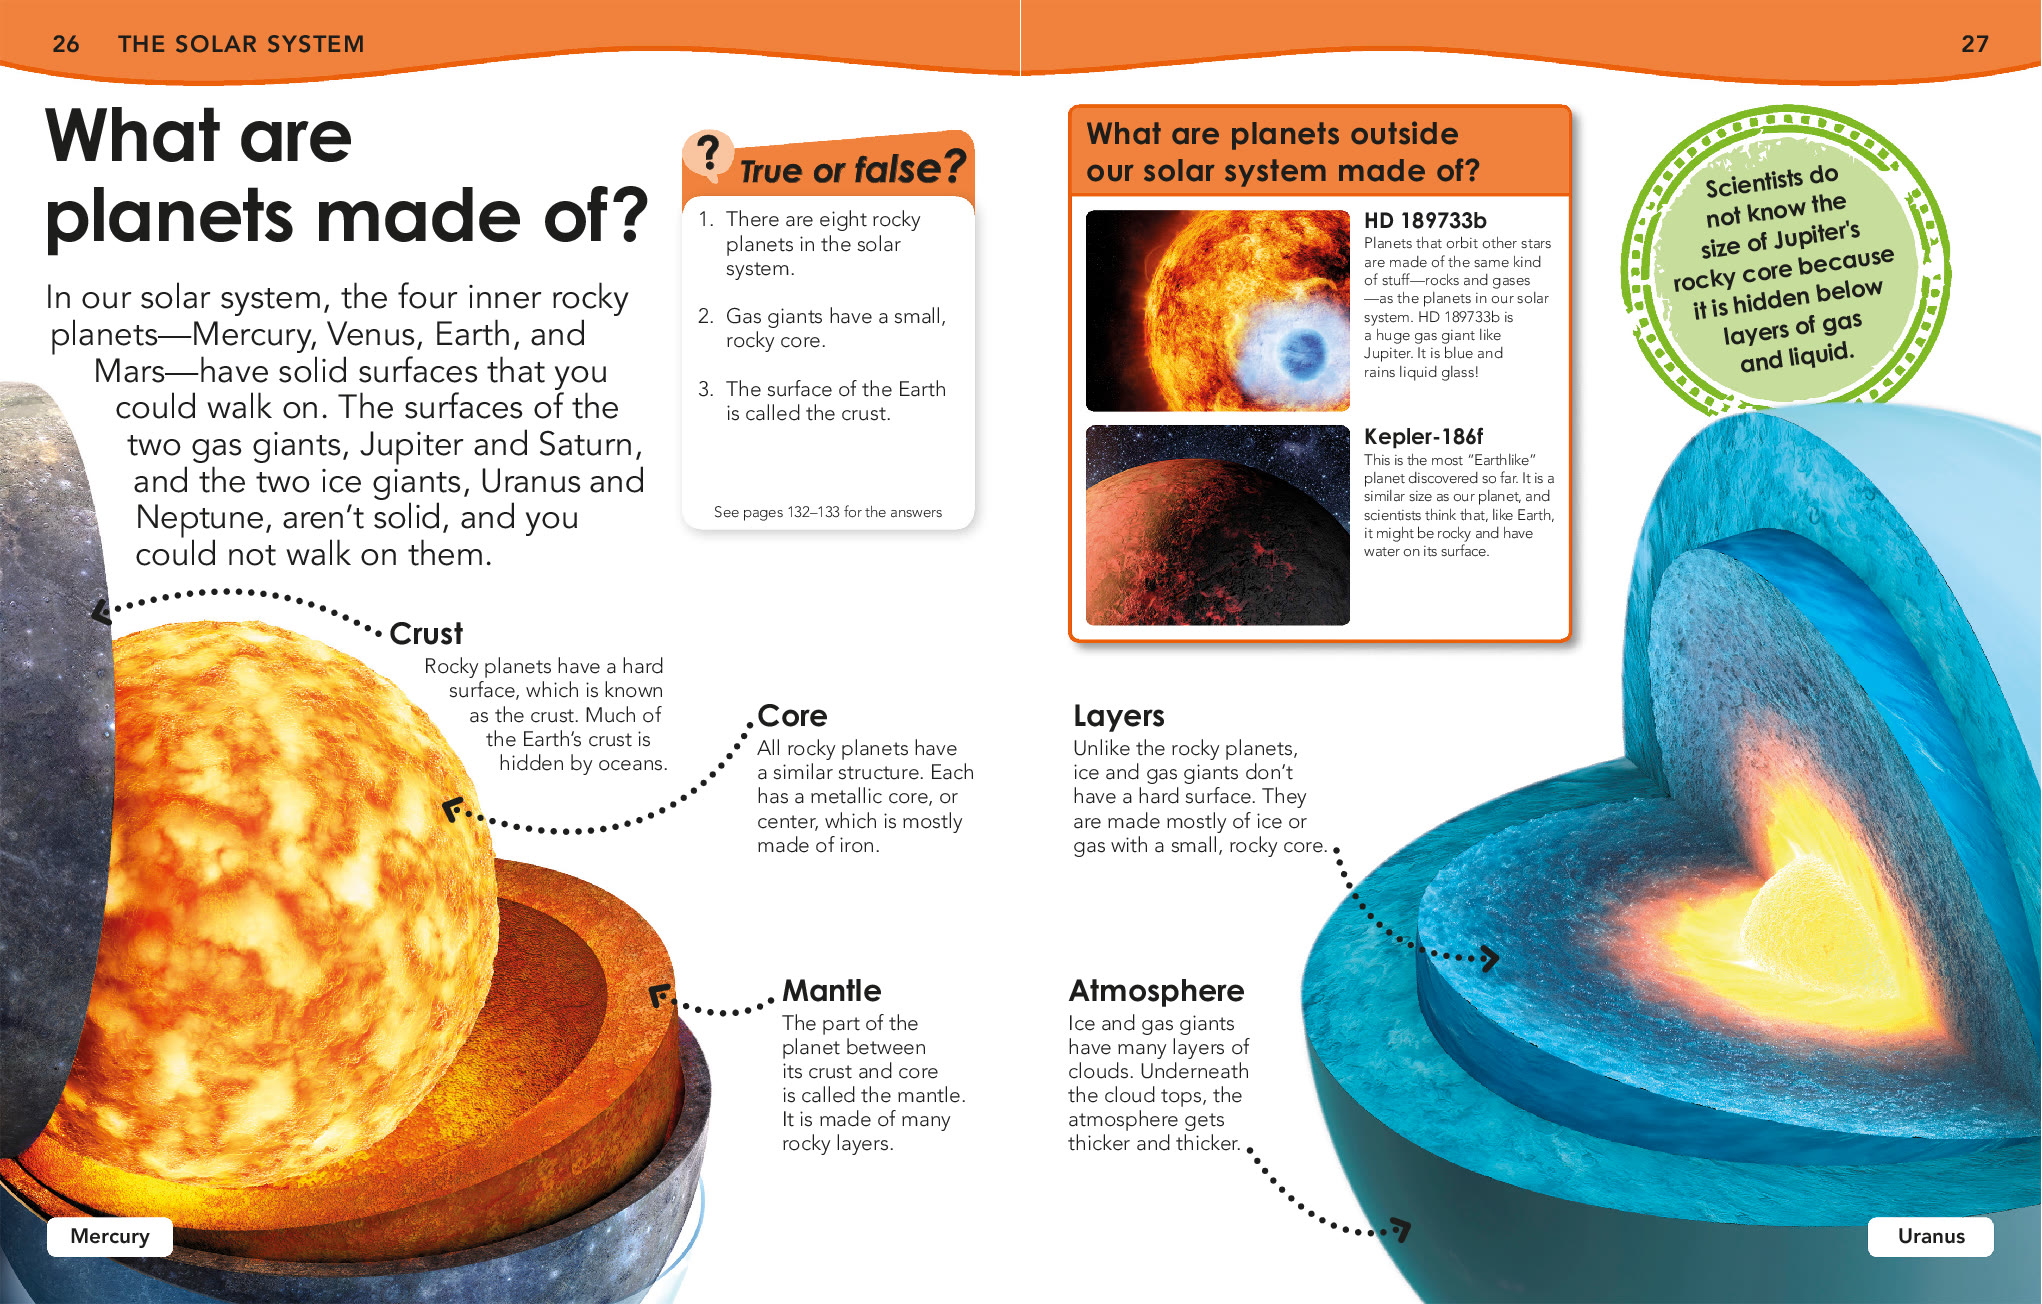 26 THE SOLAR SYSTEM
What are
planets made of?
In our solar system, the four inner rocky
planets—Mercury, Venus, Earth, and
Mars—have solid surfaces that you
could walk on. The surfaces of the
two gas giants, Jupiter and Saturn,
and the two ice giants, Uranus and
Neptune, aren’t solid, and you
could not walk on them.
? True or false?
1. There are eight rocky
planets in the solar
system.
2. Gas giants have a small,
rocky core.
3. The surface of the Earth
is called the crust.
See pages 132–133 for the answers
Crust
Rocky planets have a hard
surface, which is known
as the crust. Much of
the Earth’s crust is
hidden by oceans.
Core
All rocky planets have
a similar structure. Each
has a metallic core, or
center, which is mostly
made of iron.
Mantle
The part of the
planet between
its crust and core
is called the mantle.
It is made of many
rocky layers.
Mercury
27
What are planets outside
our solar system made of?
HD 189733b
Planets that orbit other stars
are made of the same kind
of stuff—rocks and gases
—as the planets in our solar
system. HD 189733b is
a huge gas giant like
Jupiter. It is blue and
rains liquid glass!
Kepler-186f
This is the most “Earthlike”
planet discovered so far. It is a
similar size as our planet, and
scientists think that, like Earth,
it might be rocky and have
water on its surface.
Scientists do
not know the
size of Jupiter's
rocky core because
it is hidden below
layers of gas
and liquid.
Layers
Unlike the rocky planets,
ice and gas giants don’t
have a hard surface. They
are made mostly of ice or
gas with a small, rocky core.
Atmosphere
Ice and gas giants
have many layers of
clouds. Underneath
the cloud tops, the
atmosphere gets
thicker and thicker.
Uranus